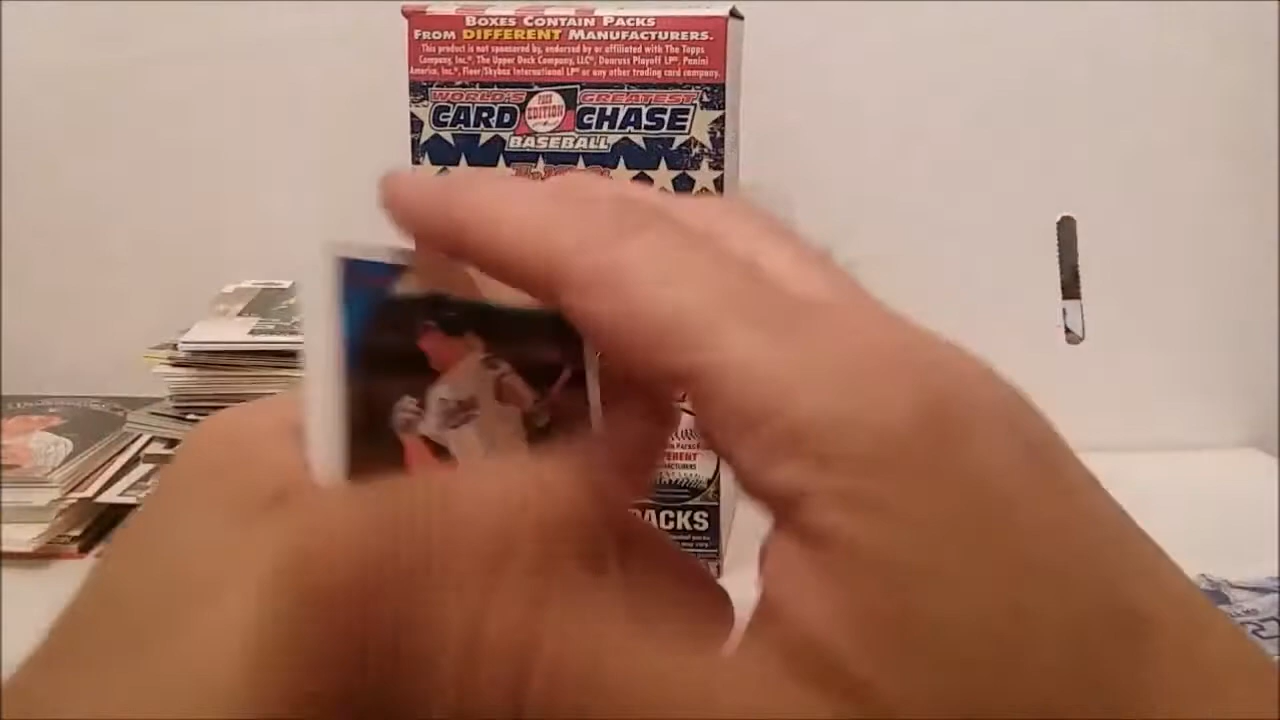 BOXES CONTAIN PACKS
FROM DIFFERENT MANUFACTURERS.
This product is not sponsored by, endorsed by or affiliated with The Topps
Company, Inc.®, The Upper Deck Company, LLC®, Donruss Playoff LP®, Panini
America, Inc.®, Fleer/Skybox International LP® or any other trading card company.
WORLD'S GREATEST
CARD PACK EDITION CHASE
BASEBALL
PACKS